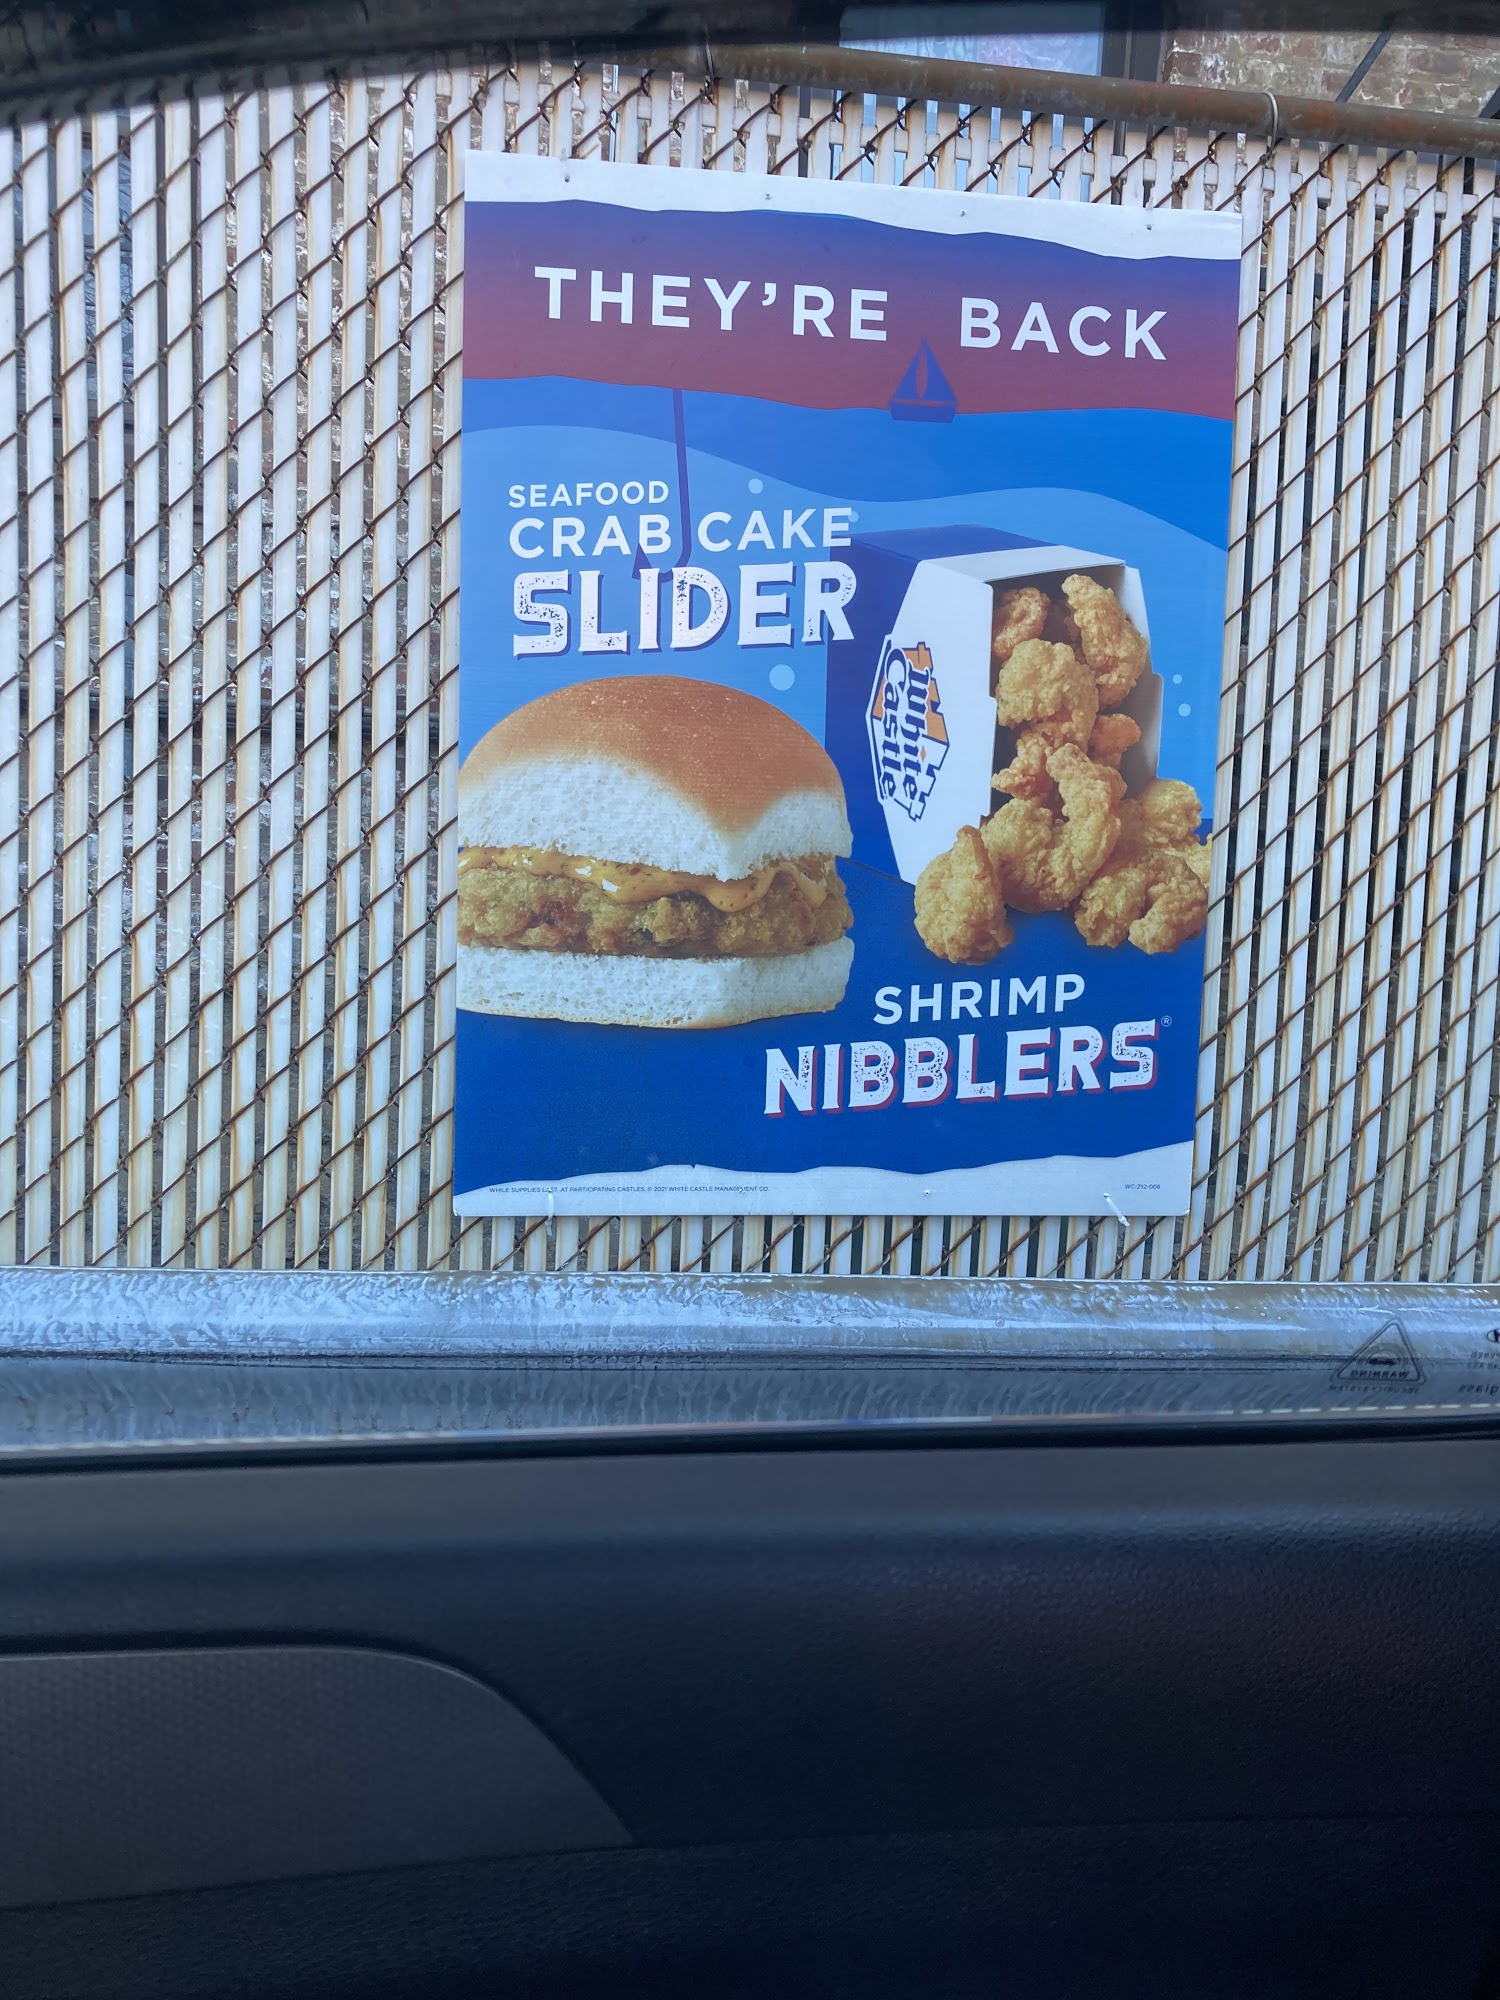 THEY'RE BACK
SEAFOOD
CRAB CAKE
SLIDER
White
Castle
SHRIMP
NIBBLERS®
WHILE SUPPLIES LAST. AT PARTICIPATING CASTLES. © 2021 WHITE CASTLE MANAGEMENT CO.
WC-252-006
WARNING